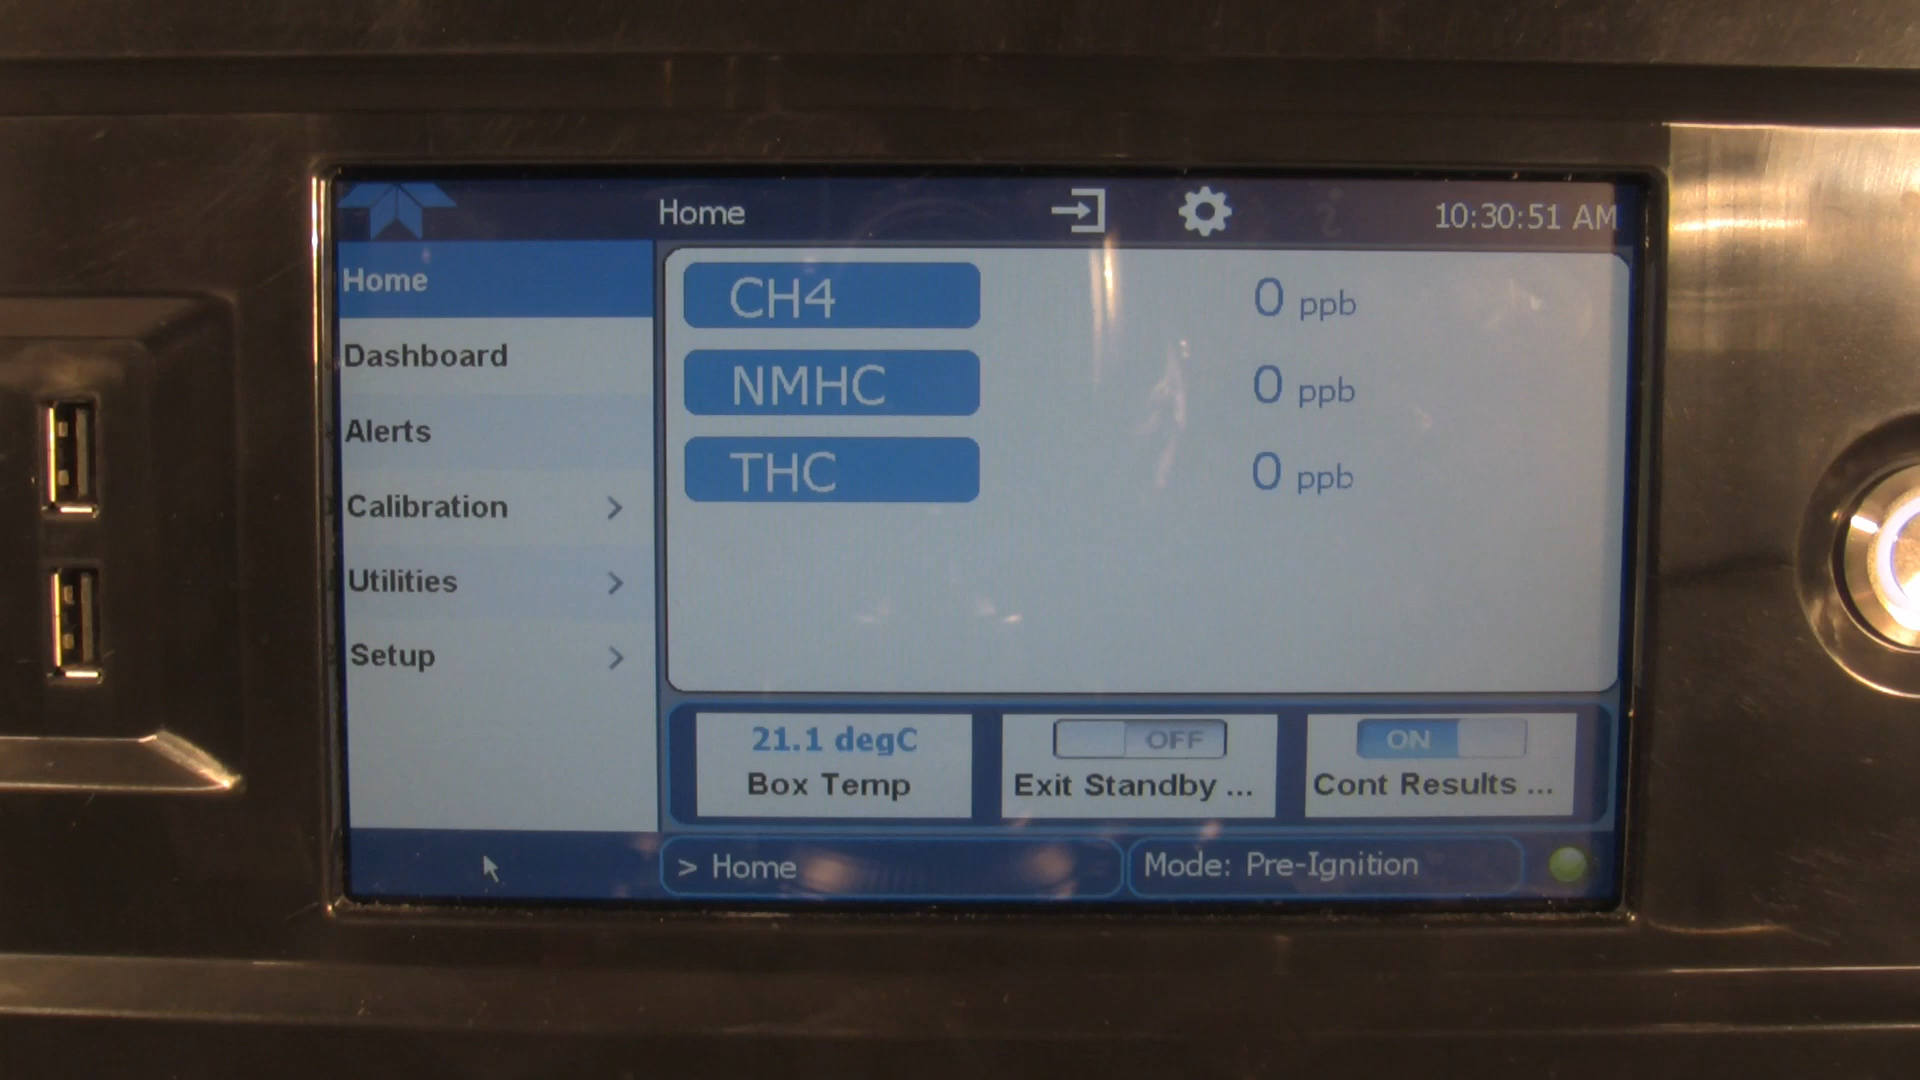 Home
10:30:51 AM
Home
Dashboard
Alerts
Calibration >
Utilities >
Setup >
CH4 0 ppb
NMHC 0 ppb
THC 0 ppb
21.1 degC
Box Temp
OFF
Exit Standby ...
ON
Cont Results ...
> Home
Mode: Pre-Ignition